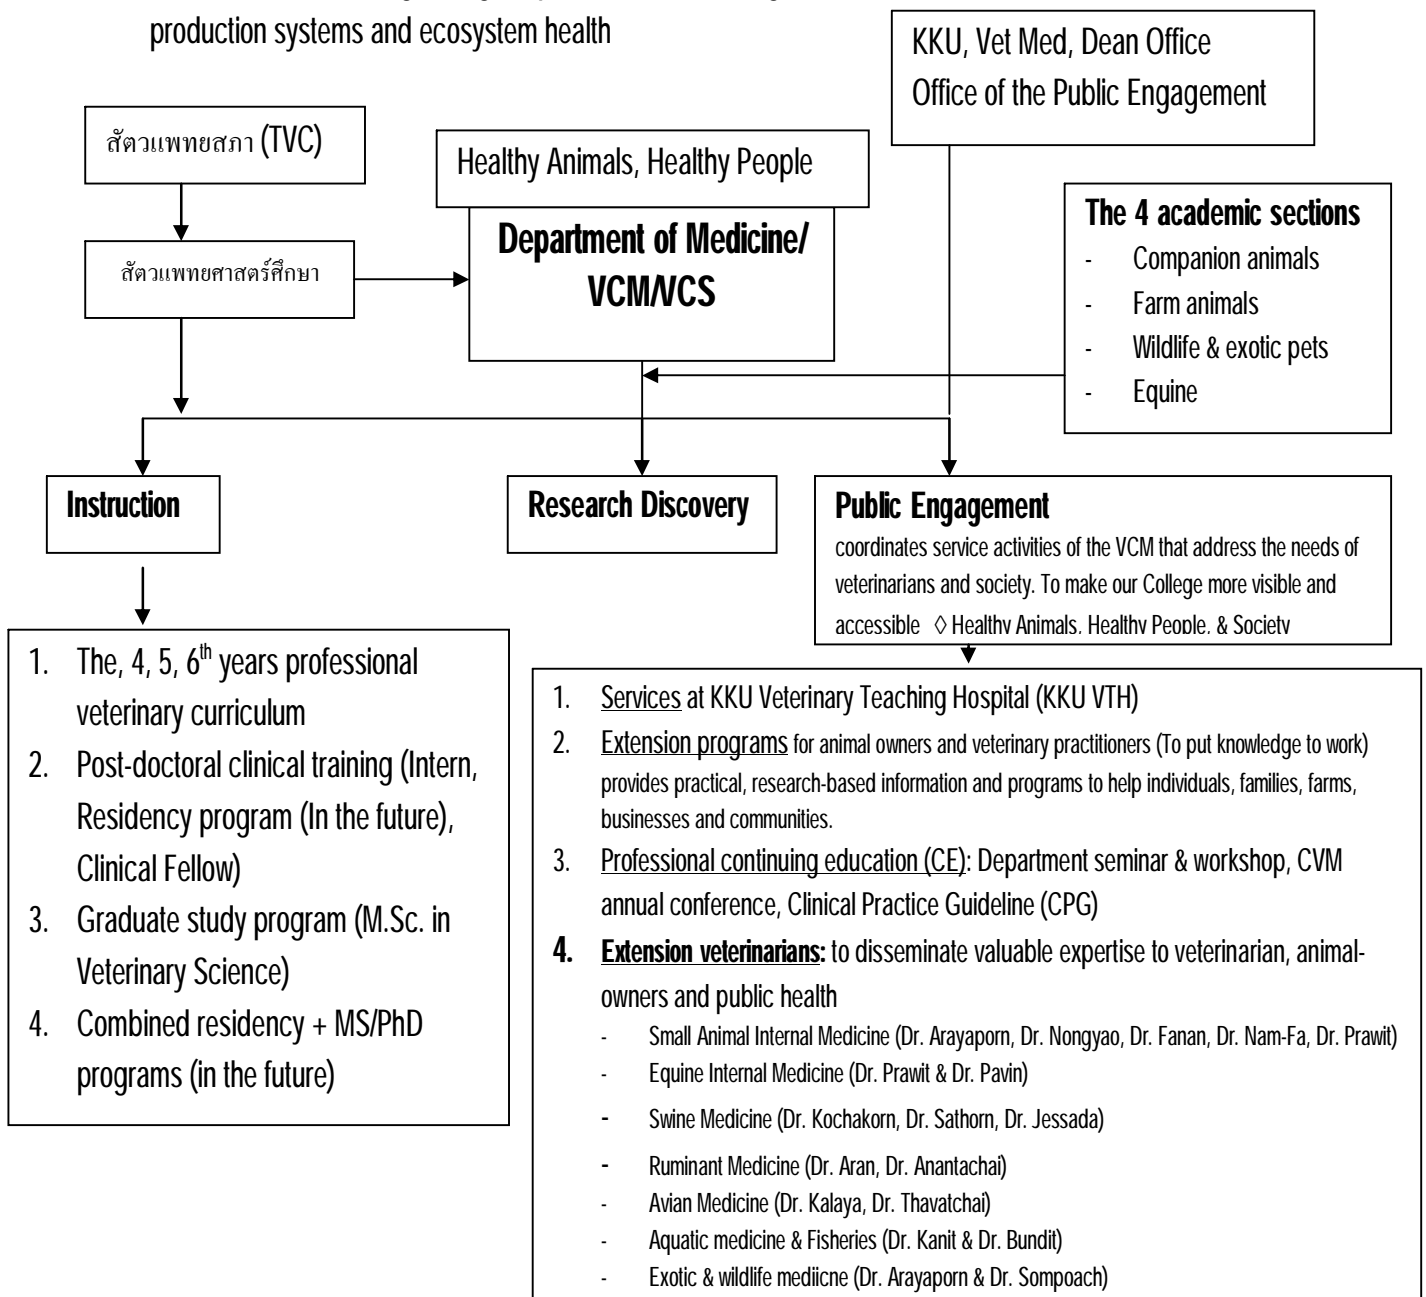 production systems and ecosystem health
KKU, Vet Med, Dean Office
Office of the Public Engagement
สัตวแพทยสภา (TVC)
Healthy Animals, Healthy People
Department of Medicine/
VCM/VCS
สัตวแพทยศาสตร์ศึกษา
The 4 academic sections
- Companion animals
- Farm animals
- Wildlife & exotic pets
- Equine
Instruction
Research Discovery
Public Engagement
coordinates service activities of the VCM that address the needs of
veterinarians and society. To make our College more visible and
accessible ◊ Healthy Animals, Healthy People, & Society
1. The, 4, 5, 6th years professional
veterinary curriculum
2. Post-doctoral clinical training (Intern,
Residency program (In the future),
Clinical Fellow)
3. Graduate study program (M.Sc. in
Veterinary Science)
4. Combined residency + MS/PhD
programs (in the future)
1. Services at KKU Veterinary Teaching Hospital (KKU VTH)
2. Extension programs for animal owners and veterinary practitioners (To put knowledge to work)
provides practical, research-based information and programs to help individuals, families, farms,
businesses and communities.
3. Professional continuing education (CE): Department seminar & workshop, CVM
annual conference, Clinical Practice Guideline (CPG)
4. Extension veterinarians: to disseminate valuable expertise to veterinarian, animal-
owners and public health
- Small Animal Internal Medicine (Dr. Arayaporn, Dr. Nongyao, Dr. Fanan, Dr. Nam-Fa, Dr. Prawit)
- Equine Internal Medicine (Dr. Prawit & Dr. Pavin)
- Swine Medicine (Dr. Kochakorn, Dr. Sathorn, Dr. Jessada)
- Ruminant Medicine (Dr. Aran, Dr. Anantachai)
- Avian Medicine (Dr. Kalaya, Dr. Thavatchai)
- Aquatic medicine & Fisheries (Dr. Kanit & Dr. Bundit)
- Exotic & wildlife mediicne (Dr. Arayaporn & Dr. Sompoach)